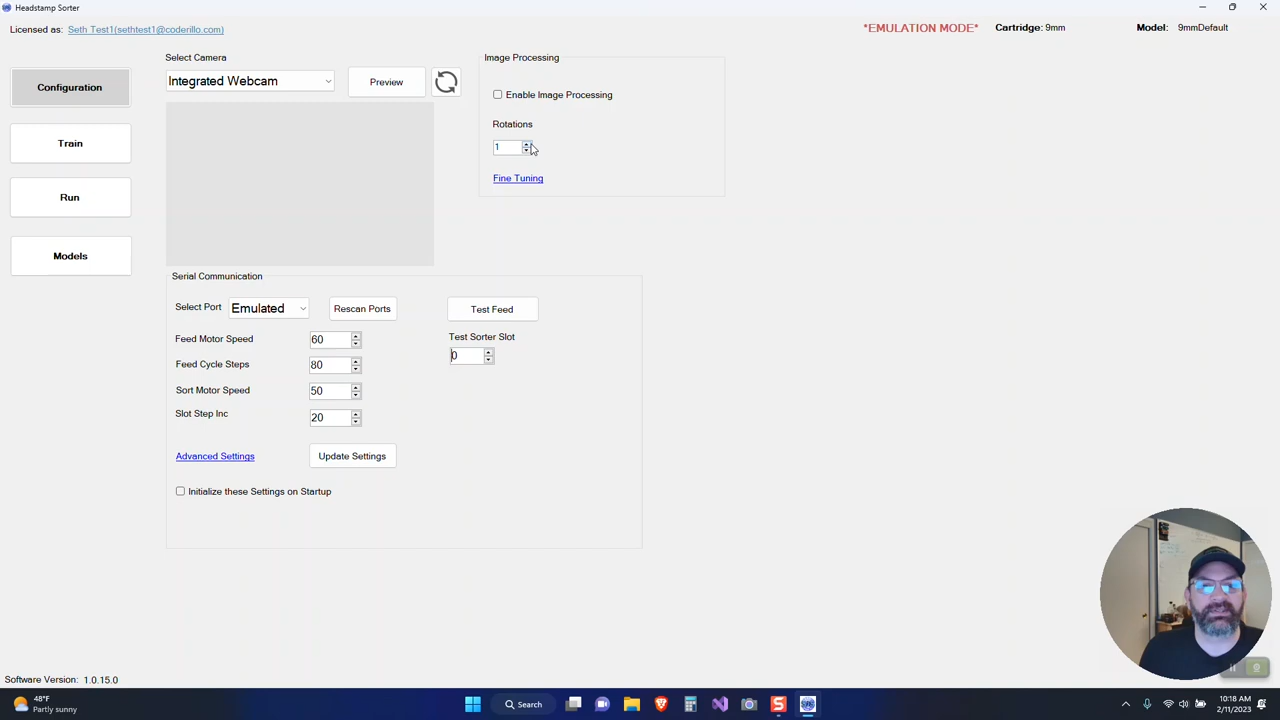 Headstamp Sorter
Licensed as: Seth Test1(sethtest1@coderillo.com)
*EMULATION MODE* Cartridge: 9mm Model: 9mmDefault
Configuration
Train
Run
Models
Select Camera
Integrated Webcam
Preview
Image Processing
Enable Image Processing
Rotations
1
Fine Tuning
Serial Communication
Select Port Emulated Rescan Ports
Feed Motor Speed 60
Feed Cycle Steps 80
Sort Motor Speed 50
Slot Step Inc 20
Test Feed
Test Sorter Slot
0
Advanced Settings Update Settings
Initialize these Settings on Startup
Software Version: 1.0.15.0
48°F
Partly sunny
Search
10:18 AM
2/11/2023